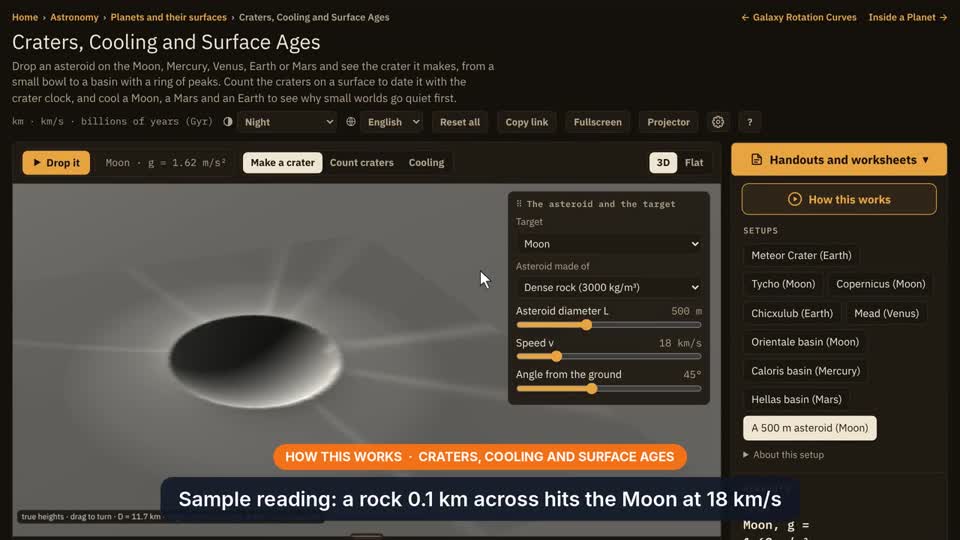 Home › Astronomy › Planets and their surfaces › Craters, Cooling and Surface Ages
← Galaxy Rotation Curves Inside a Planet →
Craters, Cooling and Surface Ages
Drop an asteroid on the Moon, Mercury, Venus, Earth or Mars and see the crater it makes, from a
small bowl to a basin with a ring of peaks. Count the craters on a surface to date it with the
crater clock, and cool a Moon, a Mars and an Earth to see why small worlds go quiet first.
km · km/s · billions of years (Gyr) Night English Reset all Copy link Fullscreen Projector ?
▶ Drop it Moon · g = 1.62 m/s² Make a crater Count craters Cooling 3D Flat
The asteroid and the target
Target
Moon
Asteroid made of
Dense rock (3000 kg/m³)
Asteroid diameter L 500 m
Speed v 18 km/s
Angle from the ground 45°
Handouts and worksheets ▾
How this works
SETUPS
Meteor Crater (Earth)
Tycho (Moon) Copernicus (Moon)
Chicxulub (Earth) Mead (Venus)
Orientale basin (Moon)
Caloris basin (Mercury)
Hellas basin (Mars)
A 500 m asteroid (Moon)
▶ About this setup
Moon, g =
HOW THIS WORKS · CRATERS, COOLING AND SURFACE AGES
Sample reading: a rock 0.1 km across hits the Moon at 18 km/s
true heights · drag to turn · D = 11.7 km ·